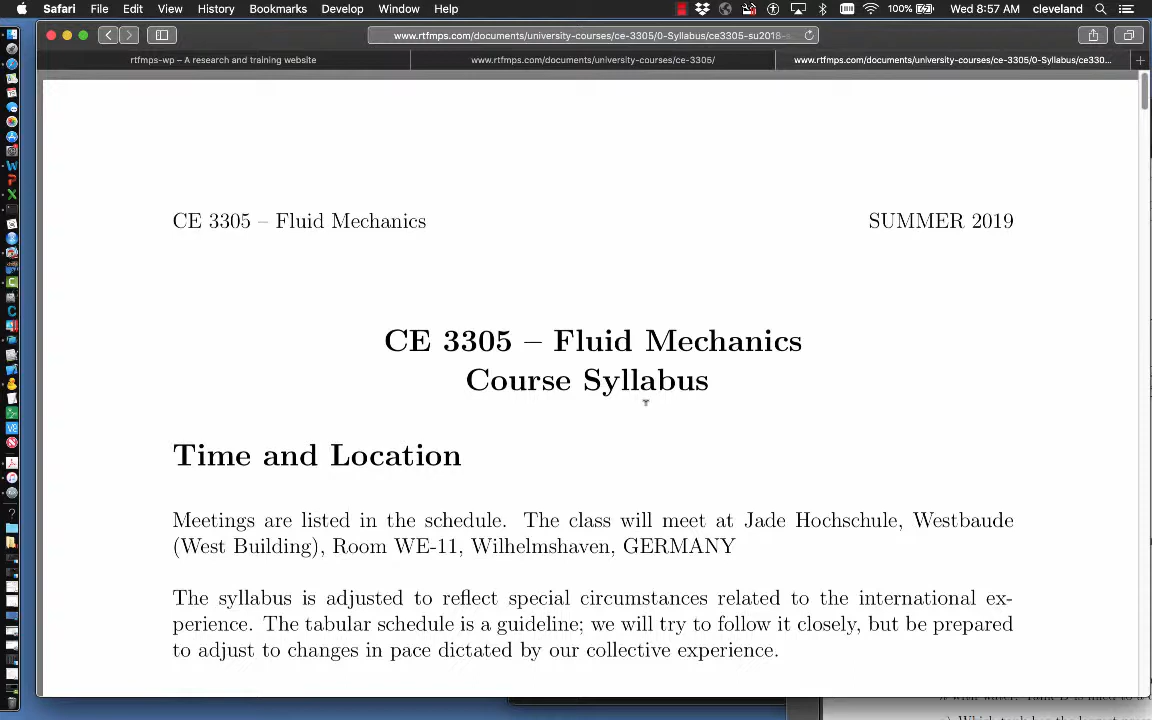 Safari File Edit View History Bookmarks Develop Window Help 100% Wed 8:57 AM cleveland
www.rtfmps.com/documents/university-courses/ce-3305/0-Syllabus/ce3305-su2018-s...
rtfmps-wp – A research and training website www.rtfmps.com/documents/university-courses/ce-3305/ www.rtfmps.com/documents/university-courses/ce-3305/0-Syllabus/ce330...
CE 3305 – Fluid Mechanics SUMMER 2019
CE 3305 – Fluid Mechanics
Course Syllabus
Time and Location
Meetings are listed in the schedule. The class will meet at Jade Hochschule, Westbaude
(West Building), Room WE-11, Wilhelmshaven, GERMANY
The syllabus is adjusted to reflect special circumstances related to the international ex-
perience. The tabular schedule is a guideline; we will try to follow it closely, but be prepared
to adjust to changes in pace dictated by our collective experience.